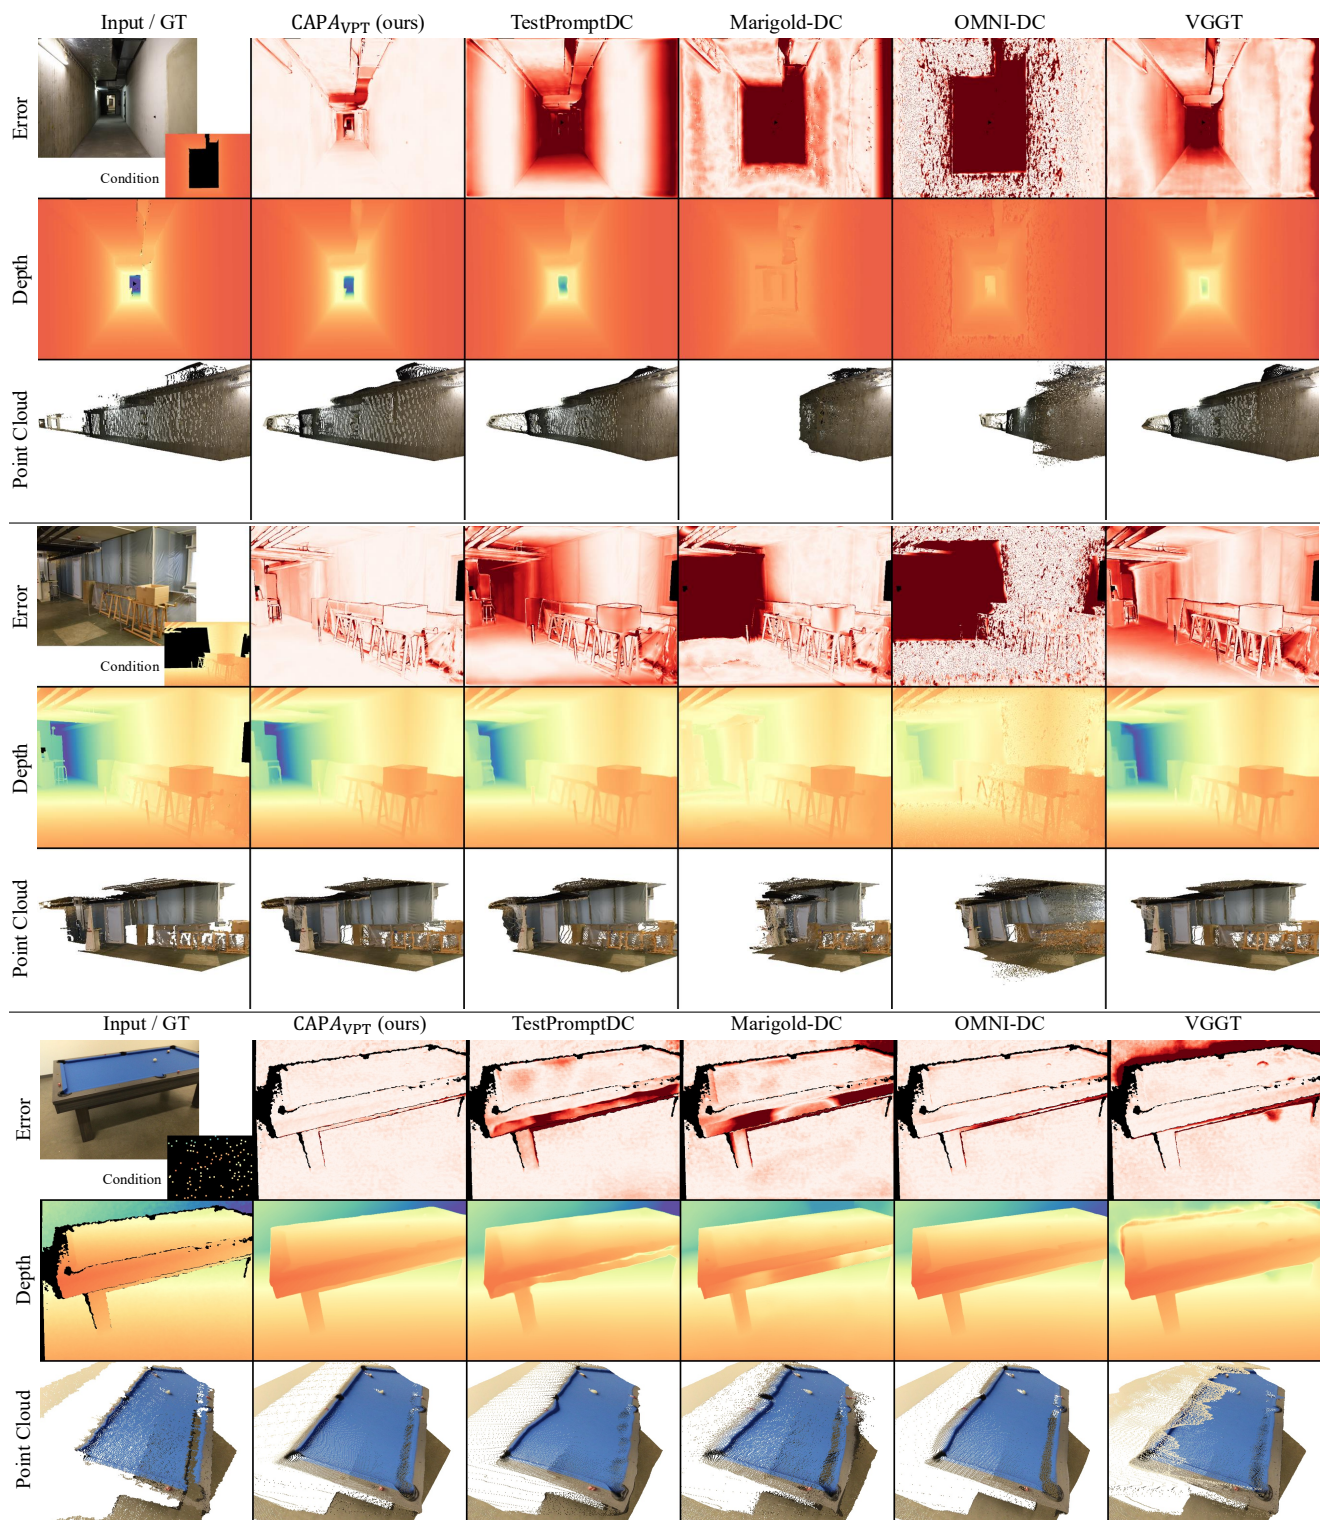 Input / GT CAPA_VPT (ours) TestPromptDC Marigold-DC OMNI-DC VGGT
Error
Condition
Depth
Point Cloud
Error
Condition
Depth
Point Cloud
Input / GT CAPA_VPT (ours) TestPromptDC Marigold-DC OMNI-DC VGGT
Error
Condition
Depth
Point Cloud